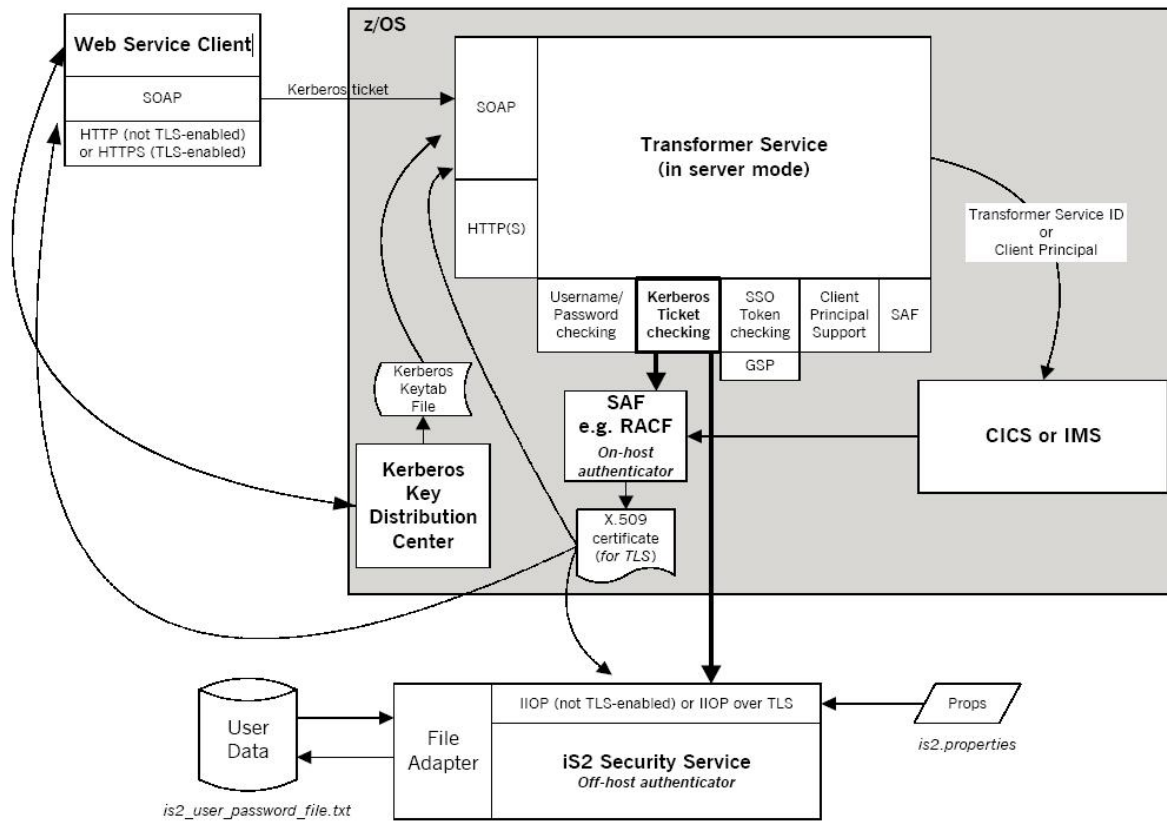 z/OS
Web Service Client
SOAP
HTTP (not TLS-enabled)
or HTTPS (TLS-enabled)
Kerberos ticket
SOAP
HTTP(S)
Transformer Service
(in server mode)
Transformer Service ID
or
Client Principal
Username/
Password
checking
Kerberos
Ticket
checking
SSO
Token
checking
GSP
Client
Principal
Support
SAF
Kerberos
Keytab
File
SAF
e.g. RACF
On-host
authenticator
CICS or IMS
Kerberos
Key
Distribution
Center
X.509
certificate
(for TLS)
User
Data
is2_user_password_file.txt
File
Adapter
IIOP (not TLS-enabled) or IIOP over TLS
iS2 Security Service
Off-host authenticator
Props
is2.properties